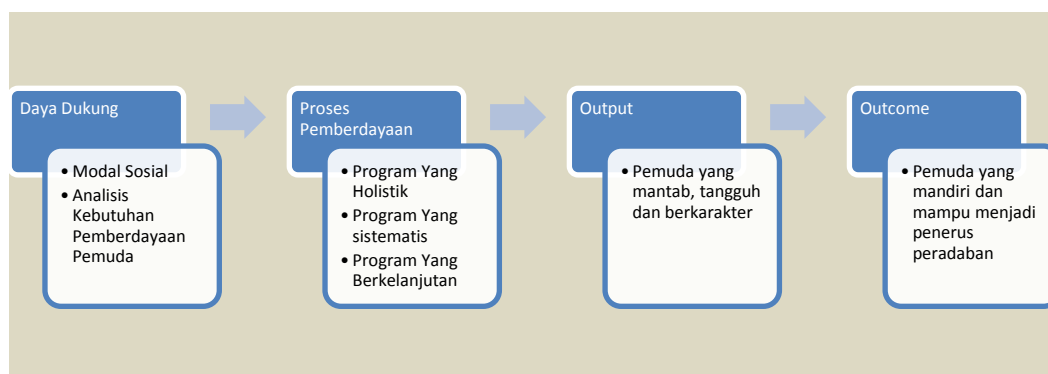 Daya Dukung
• Modal Sosial
• Analisis
Kebutuhan
Pemberdayaan
Pemuda
Proses
Pemberdayaan
• Program Yang
Holistik
• Program Yang
sistematis
• Program Yang
Berkelanjutan
Output
• Pemuda yang
mantab, tangguh
dan berkarakter
Outcome
• Pemuda yang
mandiri dan
mampu menjadi
penerus
peradaban